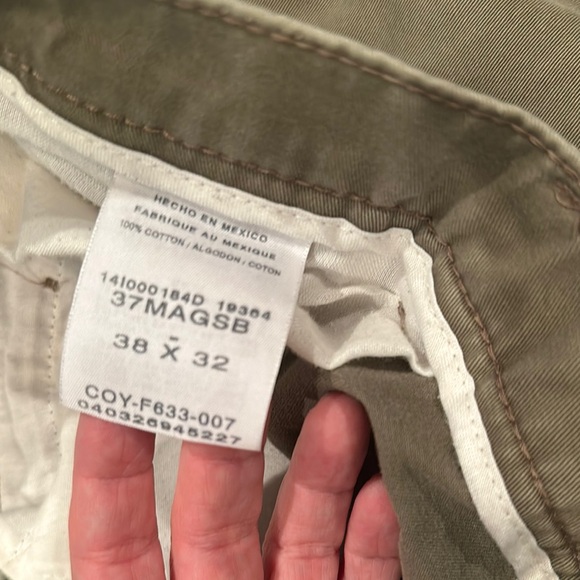 HECHO EN MEXICO
FABRIQUE AU MEXIQUE
100% COTTON / ALGODON / COTON
14I000184D 19364
37MAGSB
38 X 32
COY-F633-007
040326945227